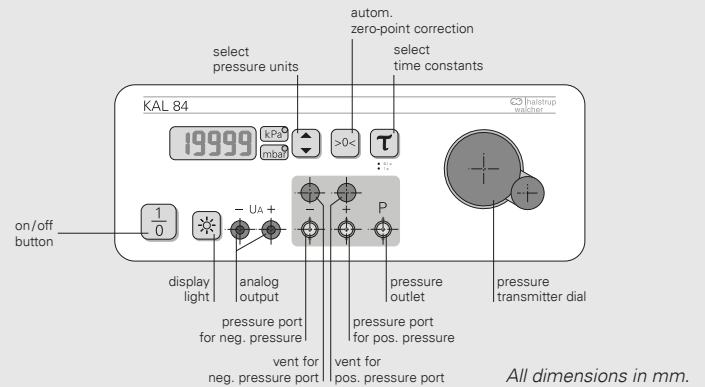 autom.
zero-point correction
select
pressure units
select
time constants
KAL 84
halstrup
walcher
19999
kPa
mbar
>0<
τ
1
0
- UA +
-
+
P
on/off
button
display
light
analog
output
pressure
outlet
pressure
transmitter dial
pressure port
for neg. pressure
pressure port
for pos. pressure
vent for
neg. pressure port
vent for
pos. pressure port
All dimensions in mm.